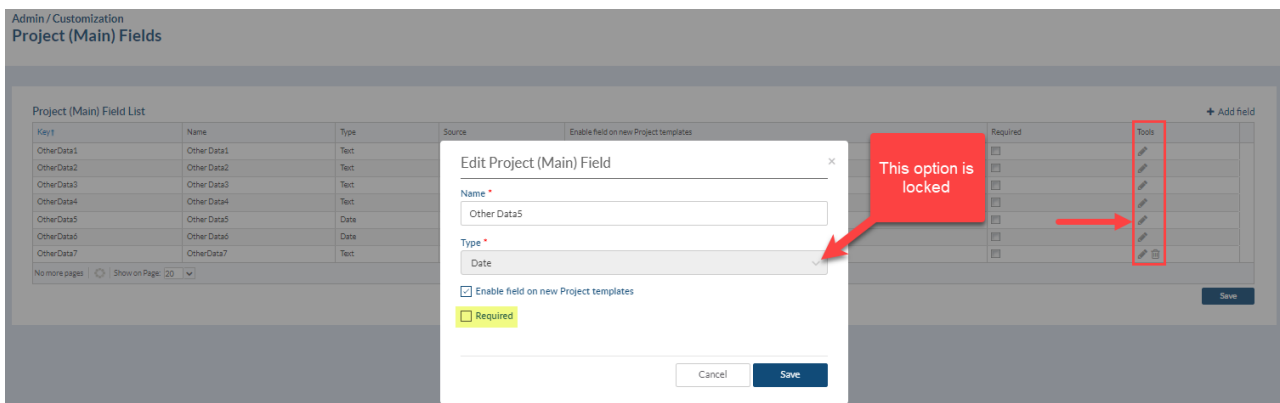 Admin / Customization
Project (Main) Fields
Project (Main) Field List
+ Add field
Key↑ Name Type Source Enable field on new Project templates Required Tools
OtherData1 Other Data1 Text
OtherData2 Other Data2 Text
OtherData3 Other Data3 Text
OtherData4 Other Data4 Text
OtherData5 Other Data5 Date
OtherData6 Other Data6 Date
OtherData7 OtherData7 Text
No more pages Show on Page: 20
Save
Edit Project (Main) Field ×
Name *
Other Data5
Type *
Date
Enable field on new Project templates
Required
Cancel Save
This option is
locked